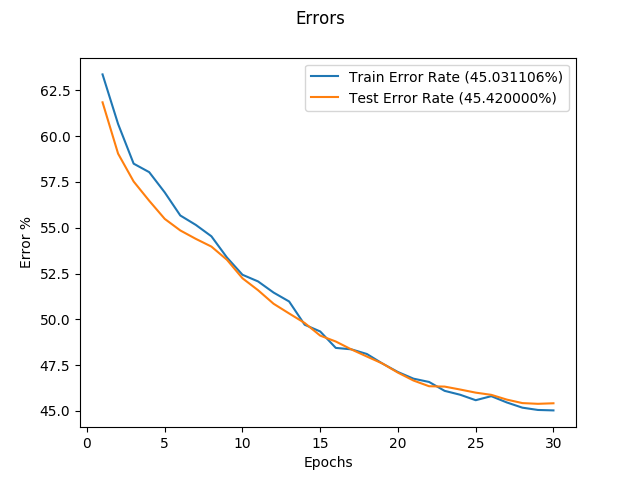 Errors
Train Error Rate (45.031106%)
Test Error Rate (45.420000%)
Error %
62.5
60.0
57.5
55.0
52.5
50.0
47.5
45.0
0 5 10 15 20 25 30
Epochs